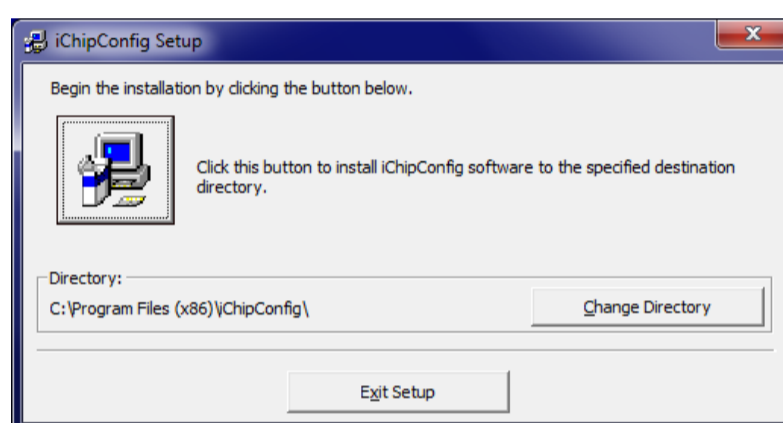 iChipConfig Setup
Begin the installation by clicking the button below.
Click this button to install iChipConfig software to the specified destination
directory.
Directory:
C:\Program Files (x86)\iChipConfig\
Change Directory
Exit Setup